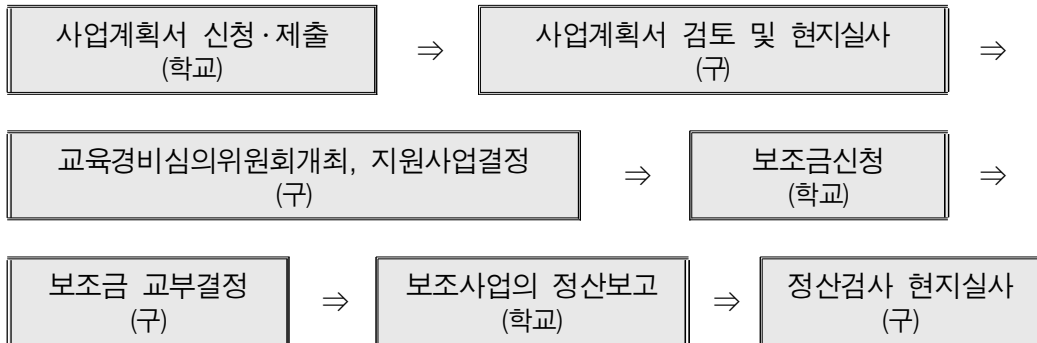 사업계획서 신청·제출 ⇒ 사업계획서 검토 및 현지실사 ⇒
(학교) (구)
교육경비심의위원회개최, 지원사업결정 ⇒ 보조금신청 ⇒
(구) (학교)
보조금 교부결정 ⇒ 보조사업의 정산보고 ⇒ 정산검사 현지실사
(구) (학교) (구)